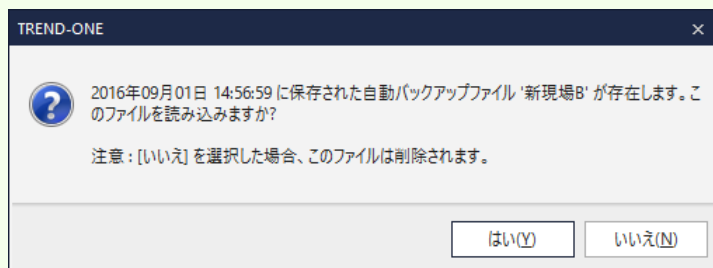 TREND-ONE
2016年09月01日 14:56:59 に保存された自動バックアップファイル '新現場B' が存在します。こ
のファイルを読み込みますか?
注意 : [いいえ] を選択した場合、このファイルは削除されます。
はい(Y)
いいえ(N)